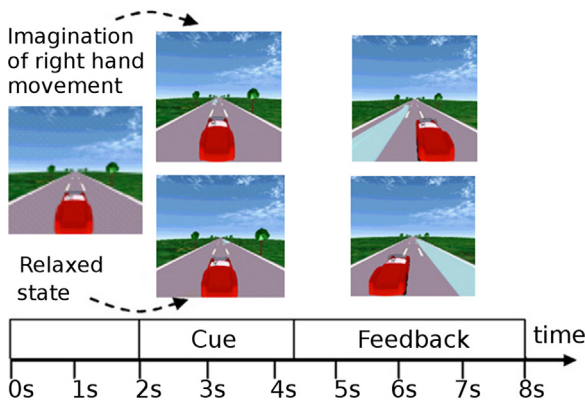 Imagination
of right hand
movement
Relaxed
state
Cue
Feedback
time
0s
1s
2s
3s
4s
5s
6s
7s
8s